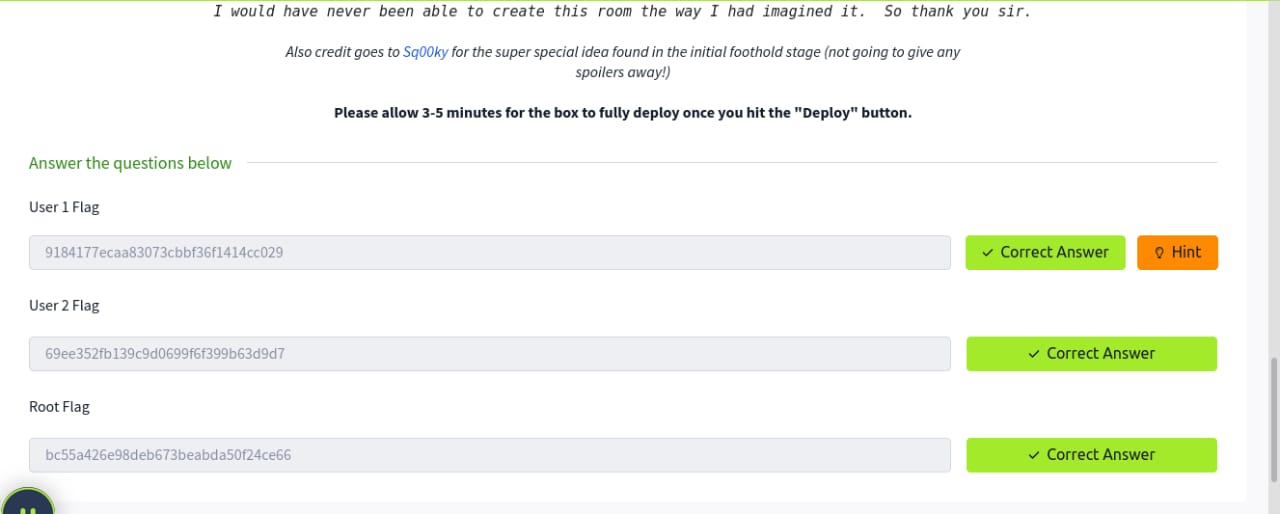 I would have never been able to create this room the way I had imagined it.  So thank you sir.
Also credit goes to Sq00ky for the super special idea found in the initial foothold stage (not going to give any
spoilers away!)
Please allow 3-5 minutes for the box to fully deploy once you hit the "Deploy" button.
Answer the questions below
User 1 Flag
9184177ecaa83073cbbf36f1414cc029
Correct Answer
Hint
User 2 Flag
69ee352fb139c9d0699f6f399b63d9d7
Correct Answer
Root Flag
bc55a426e98deb673beabda50f24ce66
Correct Answer